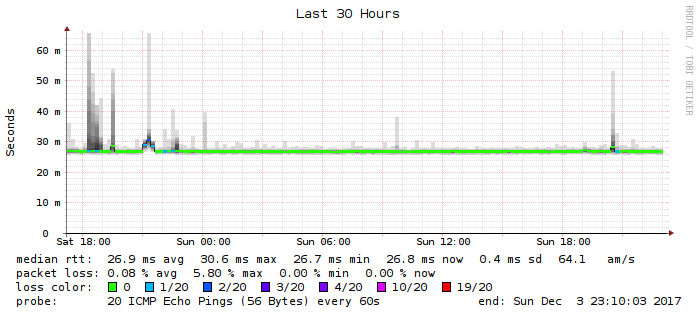 Last 30 Hours
RRDTOOL / TOBI OETIKER
Seconds
60 m
50 m
40 m
30 m
20 m
10 m
0
Sat 18:00 Sun 00:00 Sun 06:00 Sun 12:00 Sun 18:00
median rtt: 26.9 ms avg 30.6 ms max 26.7 ms min 26.8 ms now 0.4 ms sd 64.1 am/s
packet loss: 0.08 % avg 5.80 % max 0.00 % min 0.00 % now
loss color: 0 1/20 2/20 3/20 4/20 10/20 19/20
probe: 20 ICMP Echo Pings (56 Bytes) every 60s end: Sun Dec 3 23:10:03 2017